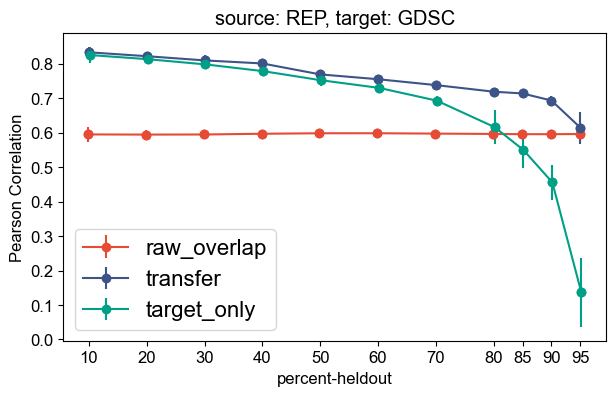 source: REP, target: GDSC
Pearson Correlation
0.8
0.7
0.6
0.5
0.4
0.3
0.2
0.1
0.0
raw_overlap
transfer
target_only
10 20 30 40 50 60 70 80 85 90 95
percent-heldout